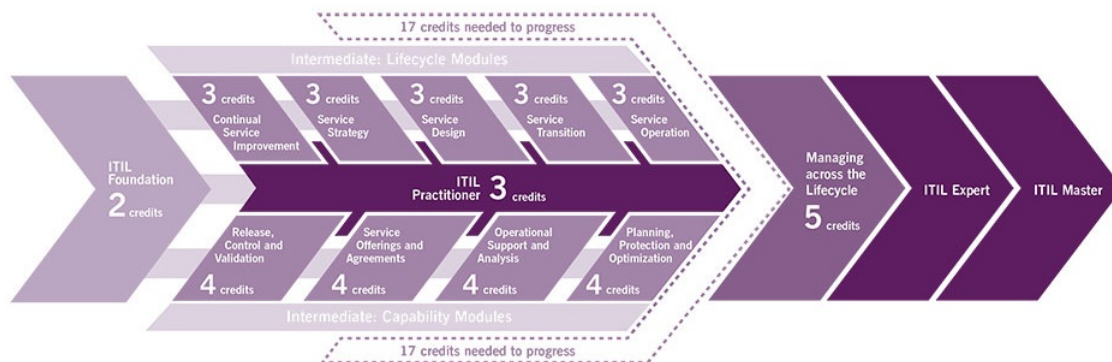 17 credits needed to progress
Intermediate: Lifecycle Modules
3 credits
Continual
Service
Improvement
3 credits
Service
Strategy
3 credits
Service
Design
3 credits
Service
Transition
3 credits
Service
Operation
ITIL
Foundation
2 credits
ITIL
Practitioner 3 credits
Managing
across the
Lifecycle
5 credits
ITIL Expert
ITIL Master
Release,
Control and
Validation
4 credits
Service
Offerings and
Agreements
4 credits
Operational
Support and
Analysis
4 credits
Planning,
Protection and
Optimization
4 credits
Intermediate: Capability Modules
17 credits needed to progress